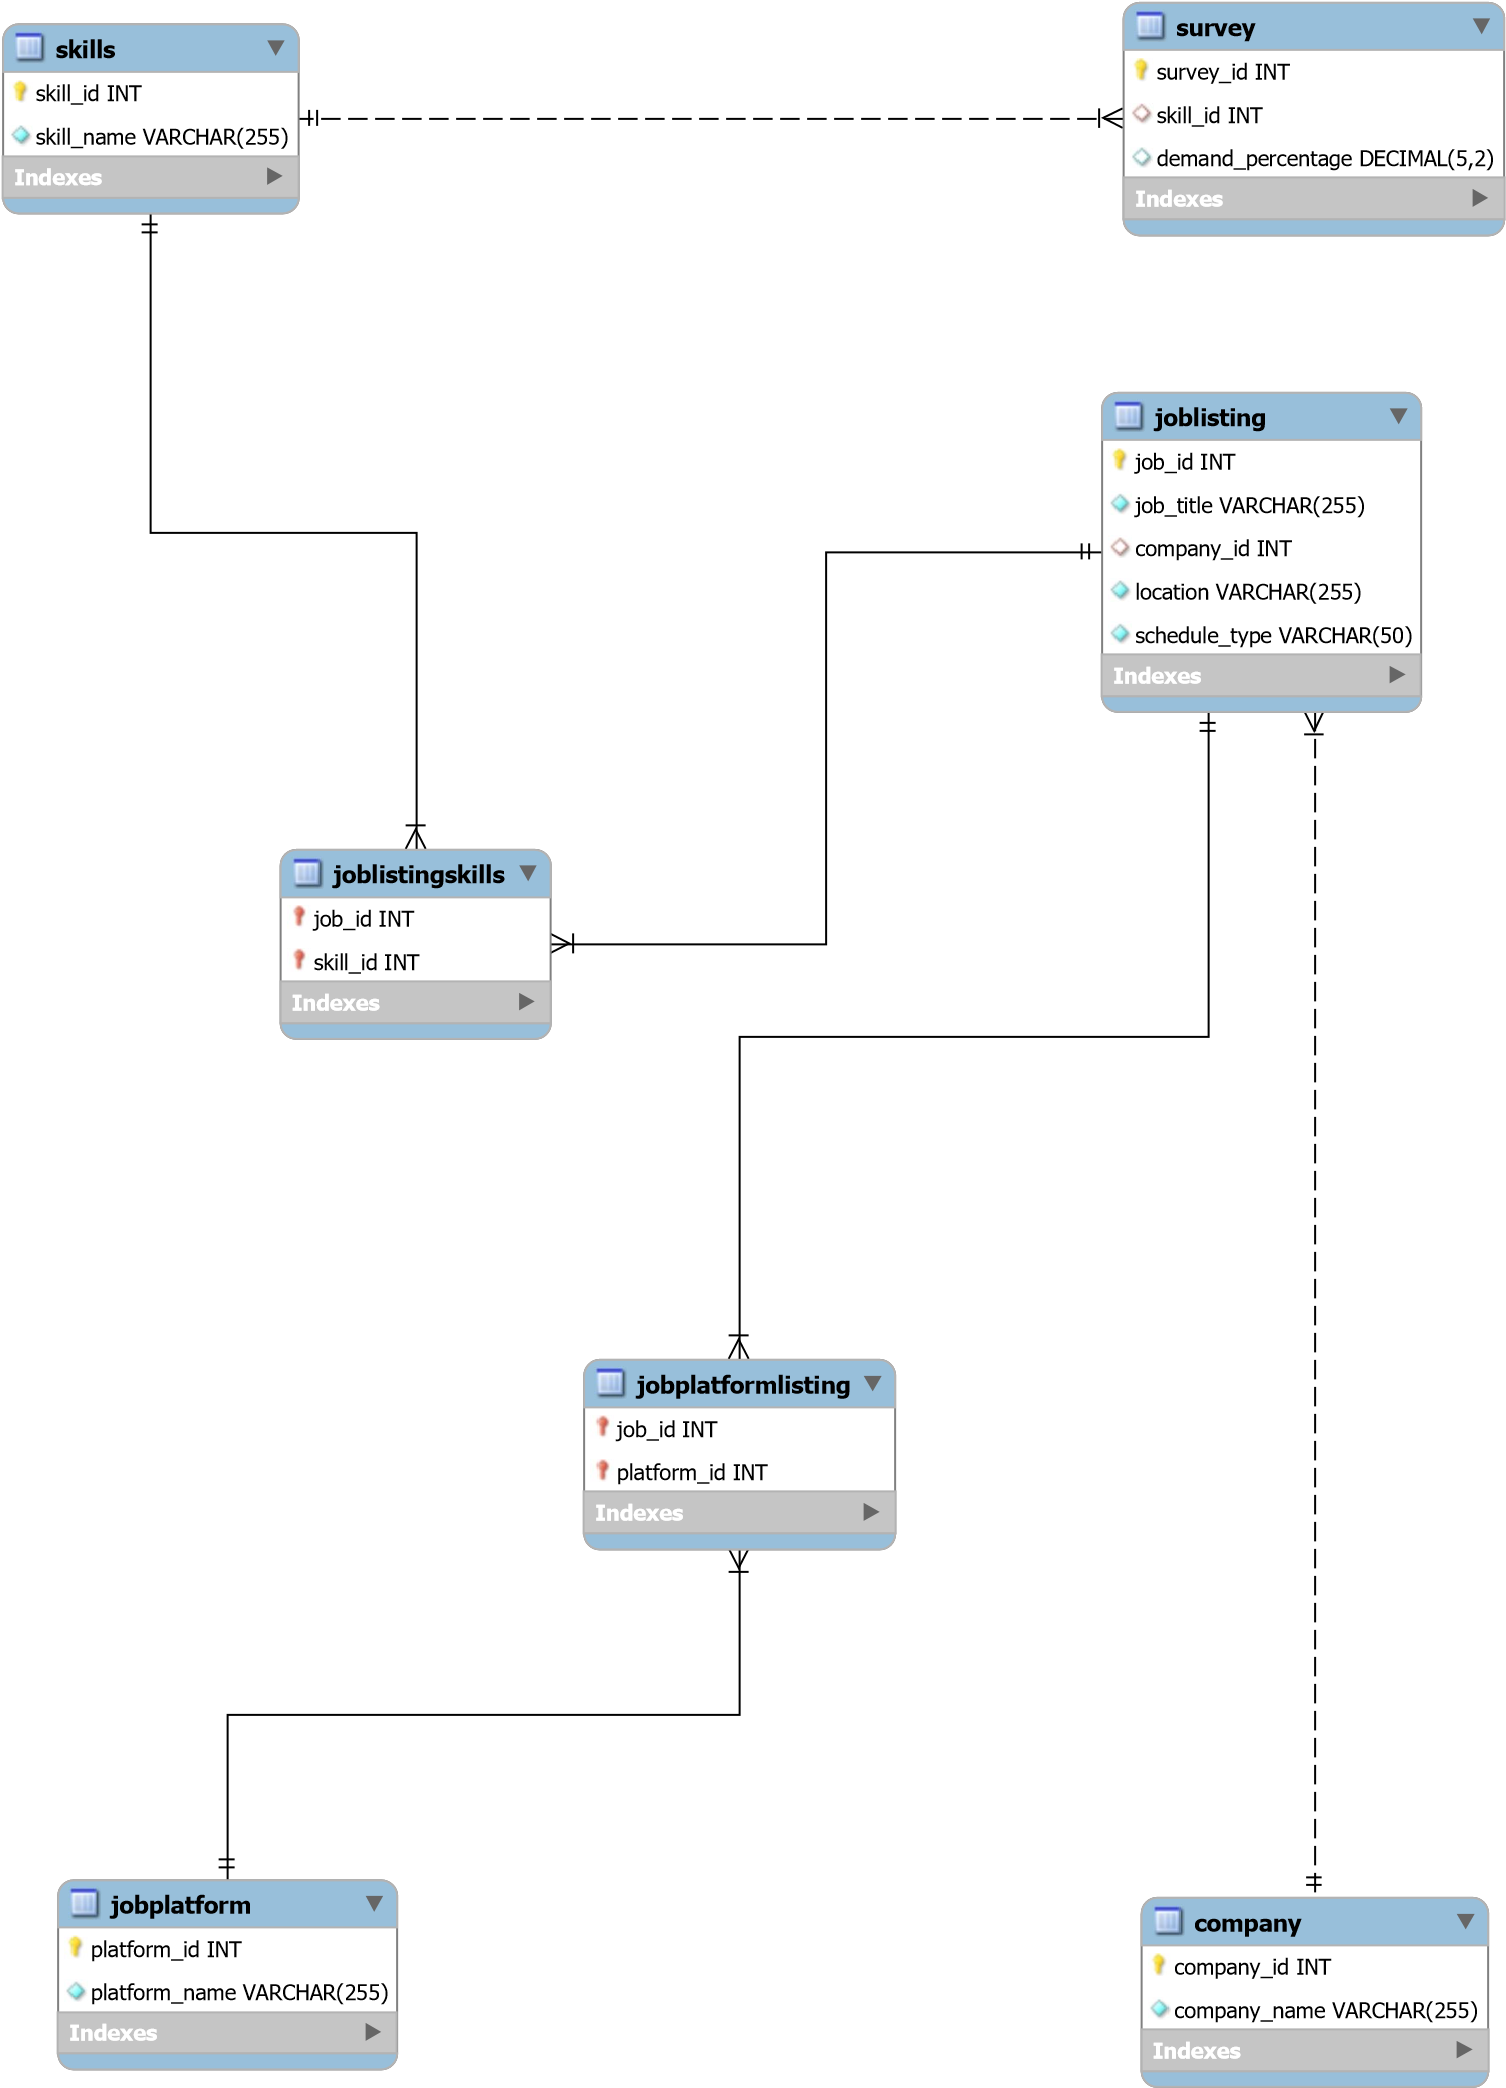 skills
skill_id INT
skill_name VARCHAR(255)
Indexes
survey
survey_id INT
skill_id INT
demand_percentage DECIMAL(5,2)
Indexes
joblisting
job_id INT
job_title VARCHAR(255)
company_id INT
location VARCHAR(255)
schedule_type VARCHAR(50)
Indexes
joblistingskills
job_id INT
skill_id INT
Indexes
jobplatformlisting
job_id INT
platform_id INT
Indexes
jobplatform
platform_id INT
platform_name VARCHAR(255)
Indexes
company
company_id INT
company_name VARCHAR(255)
Indexes